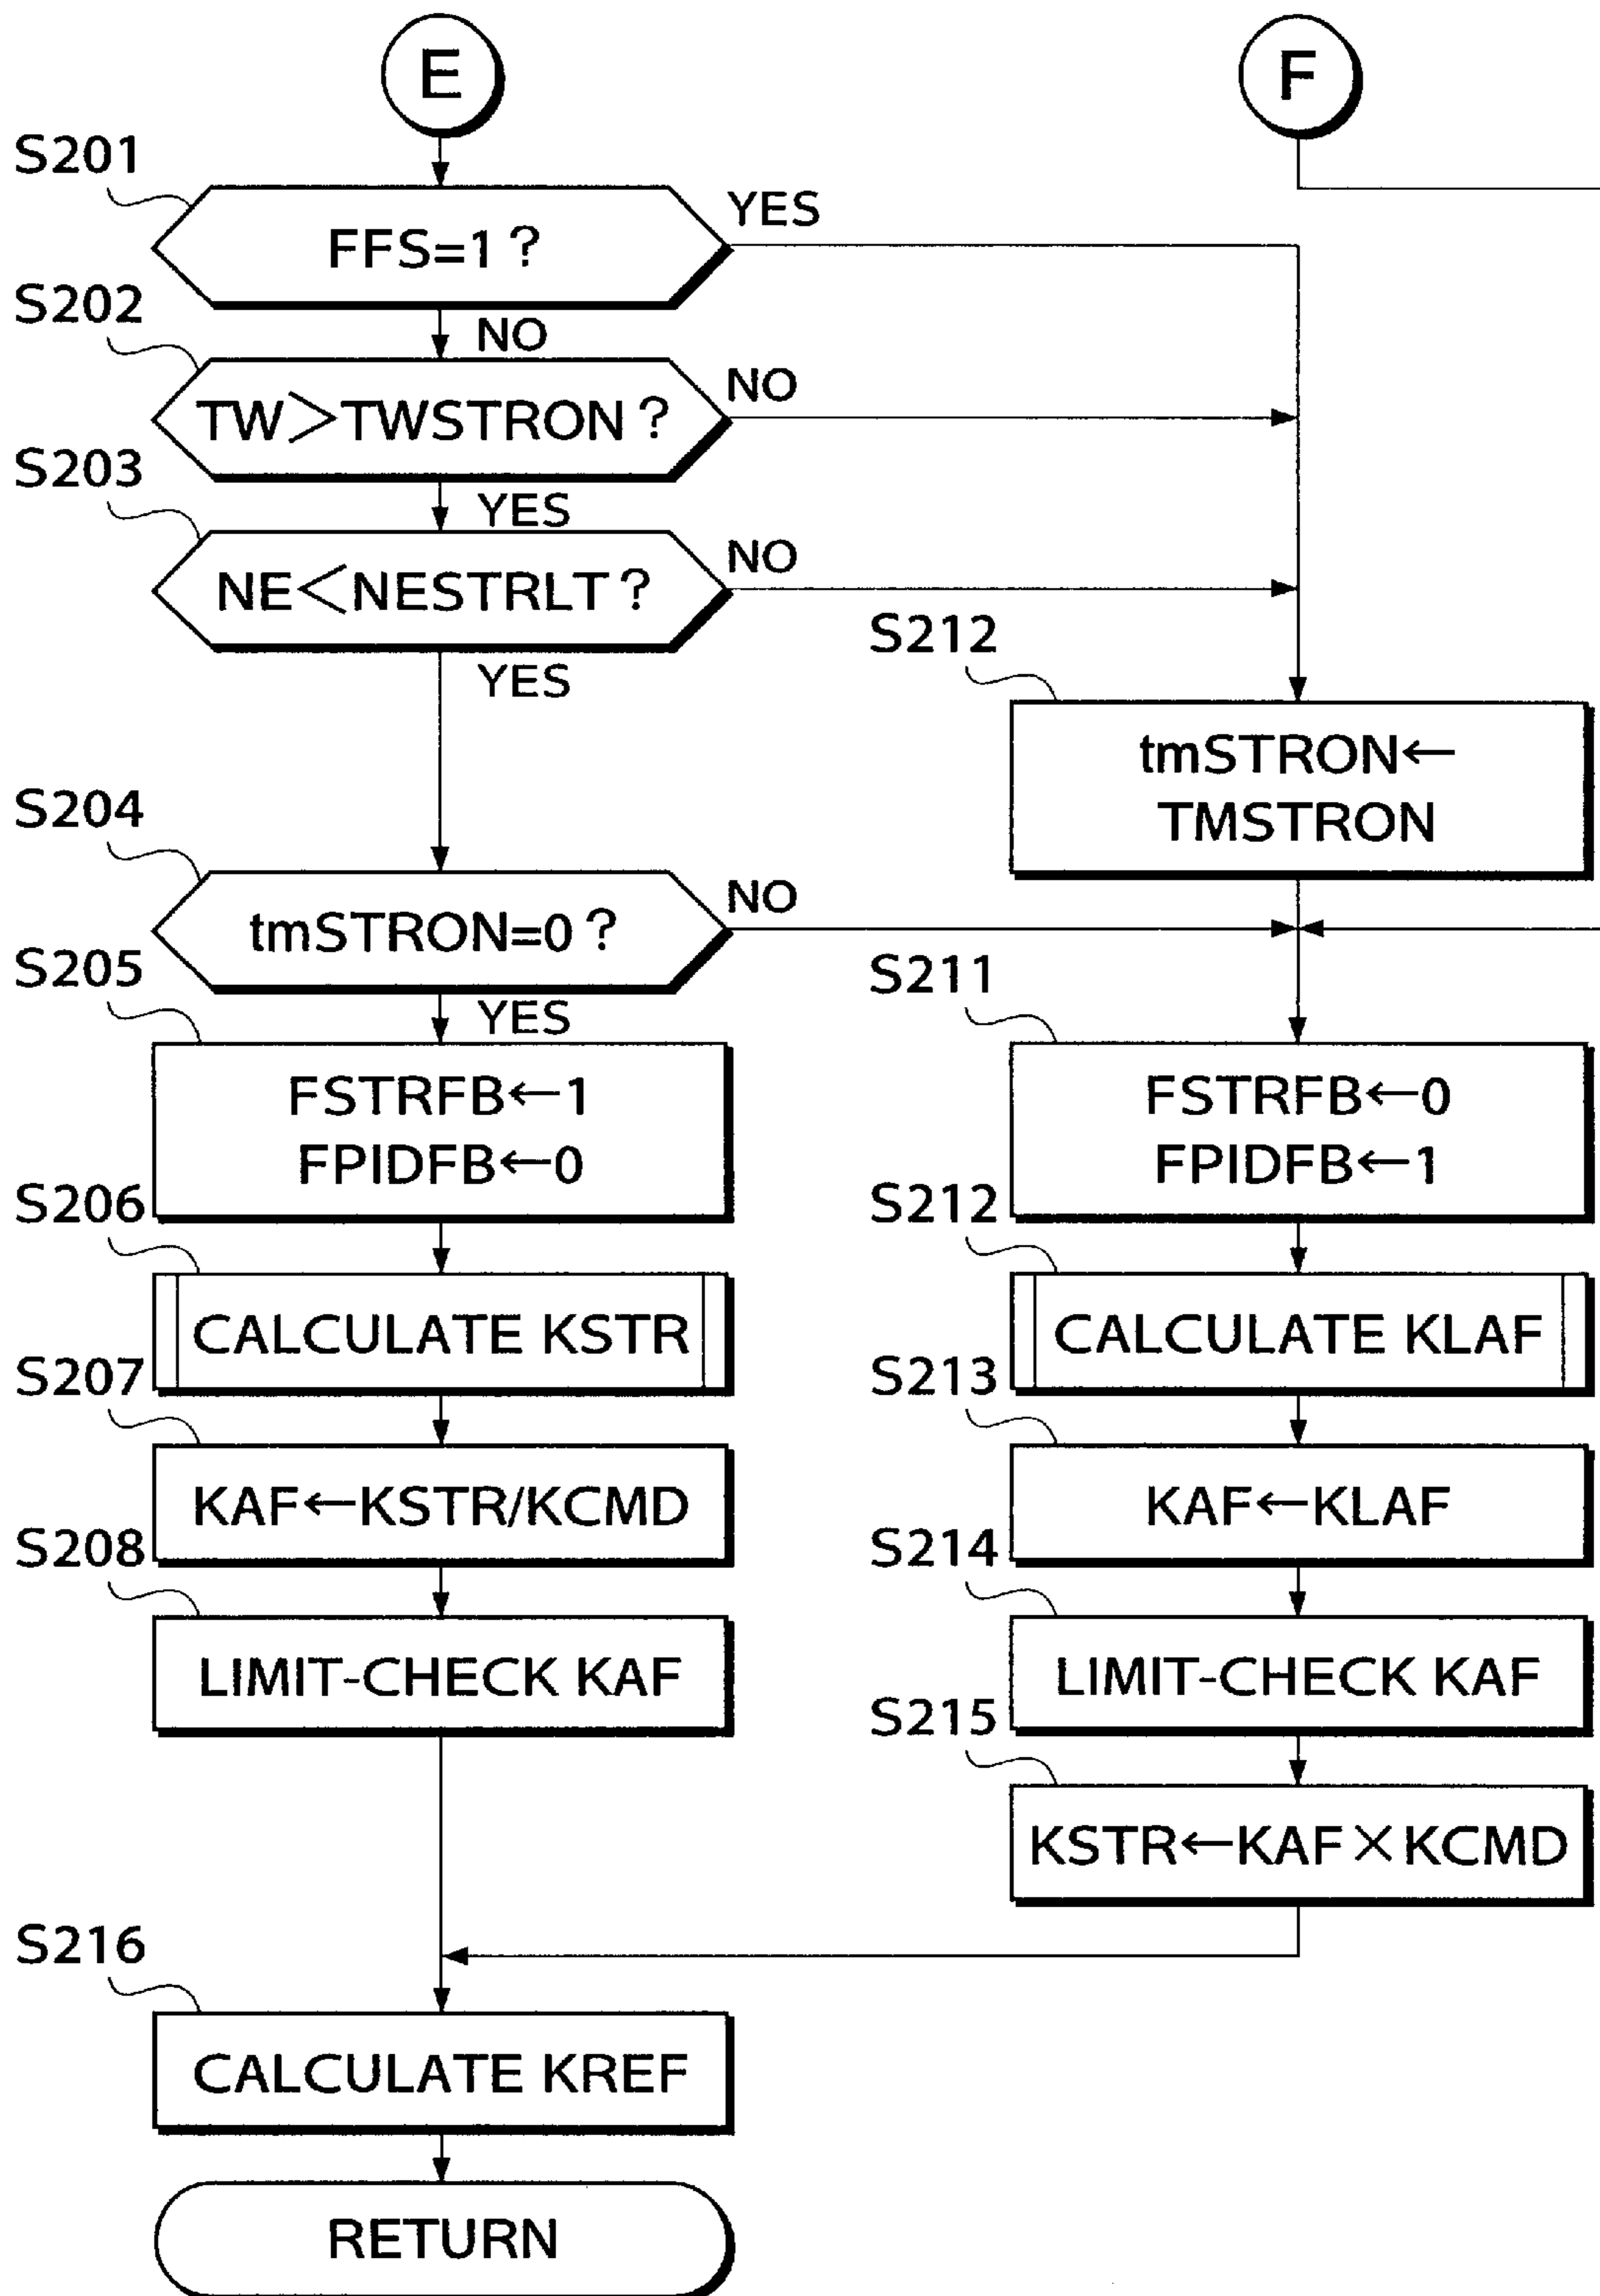 E
F
S201
FFS=1?
YES
NO
S202
TW>TWSTRON?
NO
YES
S203
NE<NESTRLT?
NO
YES
S212
tmSTRON←
TMSTRON
S204
tmSTRON=0?
NO
YES
S205
FSTRFB←1
FPIDFB←0
S211
FSTRFB←0
FPIDFB←1
S206
CALCULATE KSTR
S212
CALCULATE KLAF
S207
KAF←KSTR/KCMD
S213
KAF←KLAF
S208
LIMIT-CHECK KAF
S214
LIMIT-CHECK KAF
S215
KSTR←KAF×KCMD
S216
CALCULATE KREF
RETURN